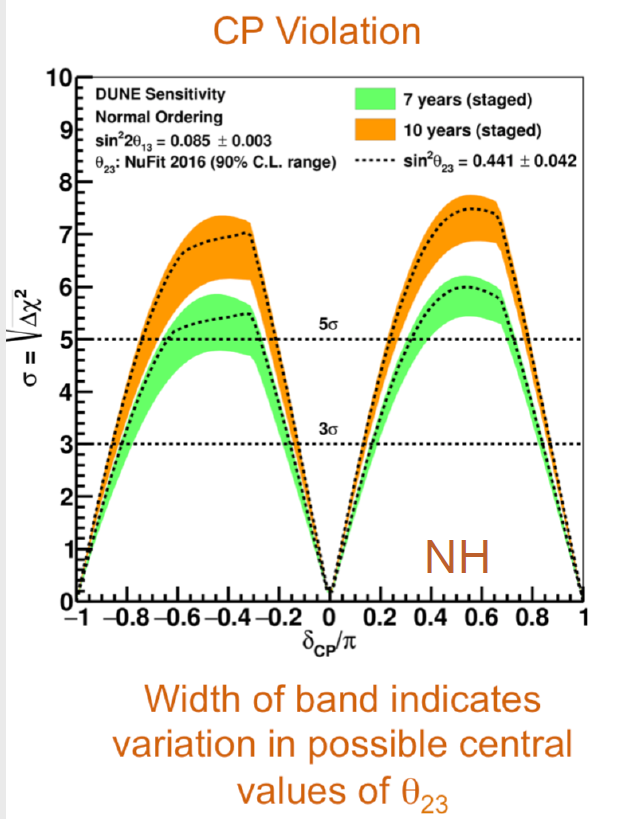 CP Violation
DUNE Sensitivity
Normal Ordering
sin²2θ₁₃ = 0.085 ± 0.003
θ₂₃: NuFit 2016 (90% C.L. range)
7 years (staged)
10 years (staged)
sin²θ₂₃ = 0.441 ± 0.042
σ = √Δχ²
10
9
8
7
6
5
4
3
2
1
0
5σ
3σ
NH
−1 −0.8 −0.6 −0.4 −0.2 0 0.2 0.4 0.6 0.8 1
δCP/π
Width of band indicates
variation in possible central
values of θ₂₃